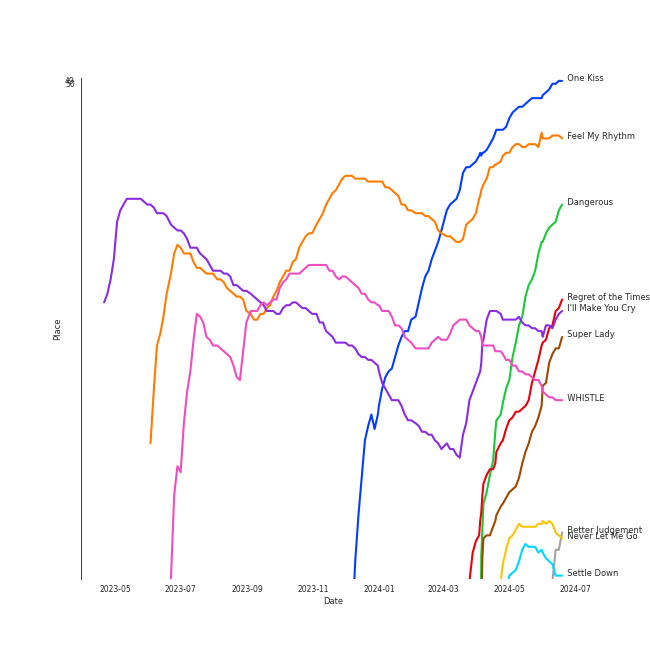 One Kiss
Feel My Rhythm
Dangerous
Regret of the Times
I'll Make You Cry
Super Lady
WHISTLE
Better Judgement
Never Let Me Go
Settle Down
Place
2023-05 2023-07 2023-09 2023-11 2024-01 2024-03 2024-05 2024-07
Date